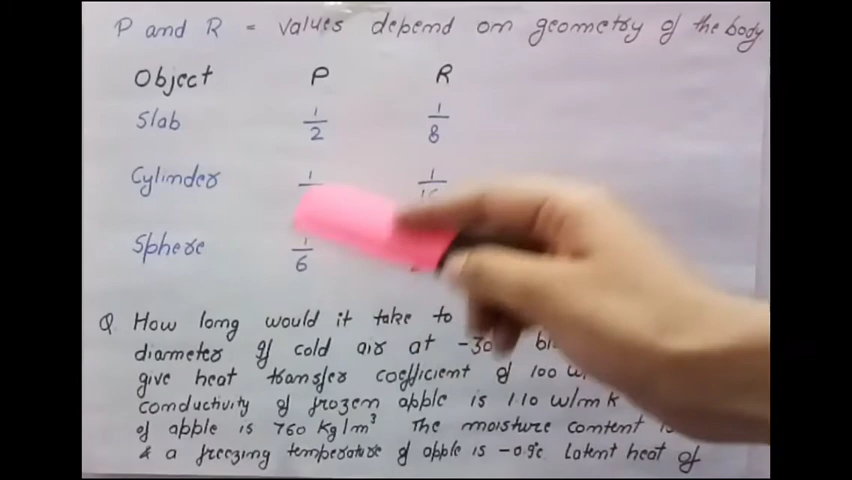 P and R = values depend on geometry of the body
Object P R
Slab 1/2 1/8
Cylinder 1
Sphere 1/6
Q How long would it take to
diameter of cold air at -30
give heat transfer coefficient of 100
conductivity of frozen apple is 1.10 w/mk
of apple is 760 Kg/m³ The moisture content
& a freezing temperature of apple is -0.9°c Latent heat of